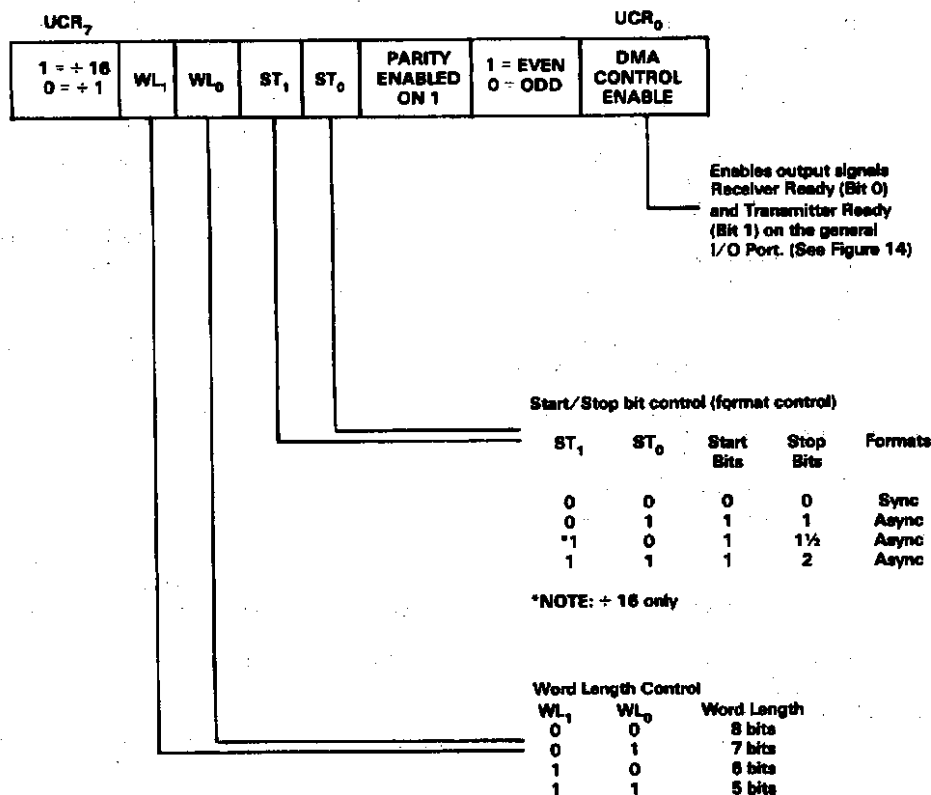 UCR₇ UCR₀
1 = ÷ 16
0 = ÷ 1
WL₁
WL₀
ST₁
ST₀
PARITY
ENABLED
ON 1
1 = EVEN
0 = ODD
DMA
CONTROL
ENABLE
Enables output signals
Receiver Ready (Bit 0)
and Transmitter Ready
(Bit 1) on the general
I/O Port. (See Figure 14)
Start/Stop bit control (format control)
ST₁ ST₀ Start Bits Stop Bits Formats
0 0 0 0 Sync
0 1 1 1 Async
*1 0 1 1½ Async
1 1 1 2 Async
*NOTE: ÷ 16 only
Word Length Control
WL₁ WL₀ Word Length
0 0 8 bits
0 1 7 bits
1 0 6 bits
1 1 5 bits